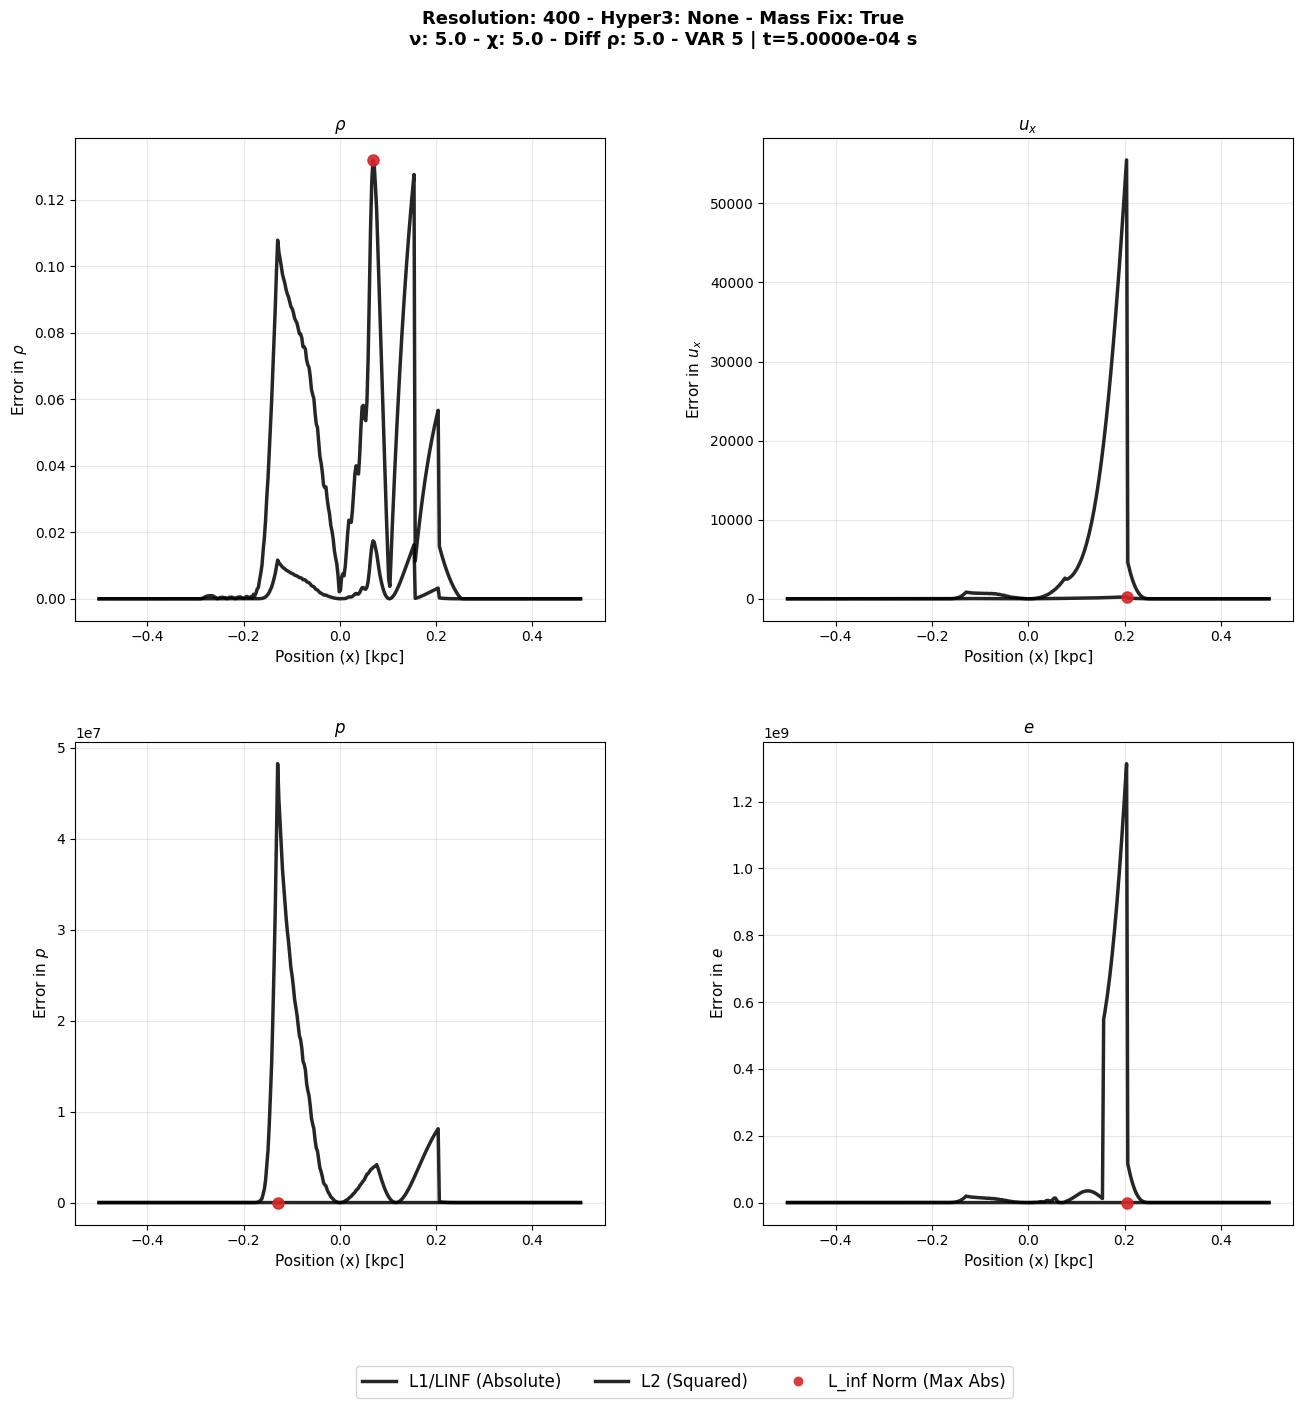 Resolution: 400 - Hyper3: None - Mass Fix: True
ν: 5.0 - χ: 5.0 - Diff ρ: 5.0 - VAR 5 | t=5.0000e-04 s
ρ
Error in ρ
0.12
0.10
0.08
0.06
0.04
0.02
0.00
−0.4
−0.2
0.0
0.2
0.4
Position (x) [kpc]
u_x
Error in u_x
50000
40000
30000
20000
10000
0
−0.4
−0.2
0.0
0.2
0.4
Position (x) [kpc]
p
1e7
Error in p
5
4
3
2
1
0
−0.4
−0.2
0.0
0.2
0.4
Position (x) [kpc]
e
1e9
Error in e
1.2
1.0
0.8
0.6
0.4
0.2
0.0
−0.4
−0.2
0.0
0.2
0.4
Position (x) [kpc]
L1/LINF (Absolute)
L2 (Squared)
L_inf Norm (Max Abs)